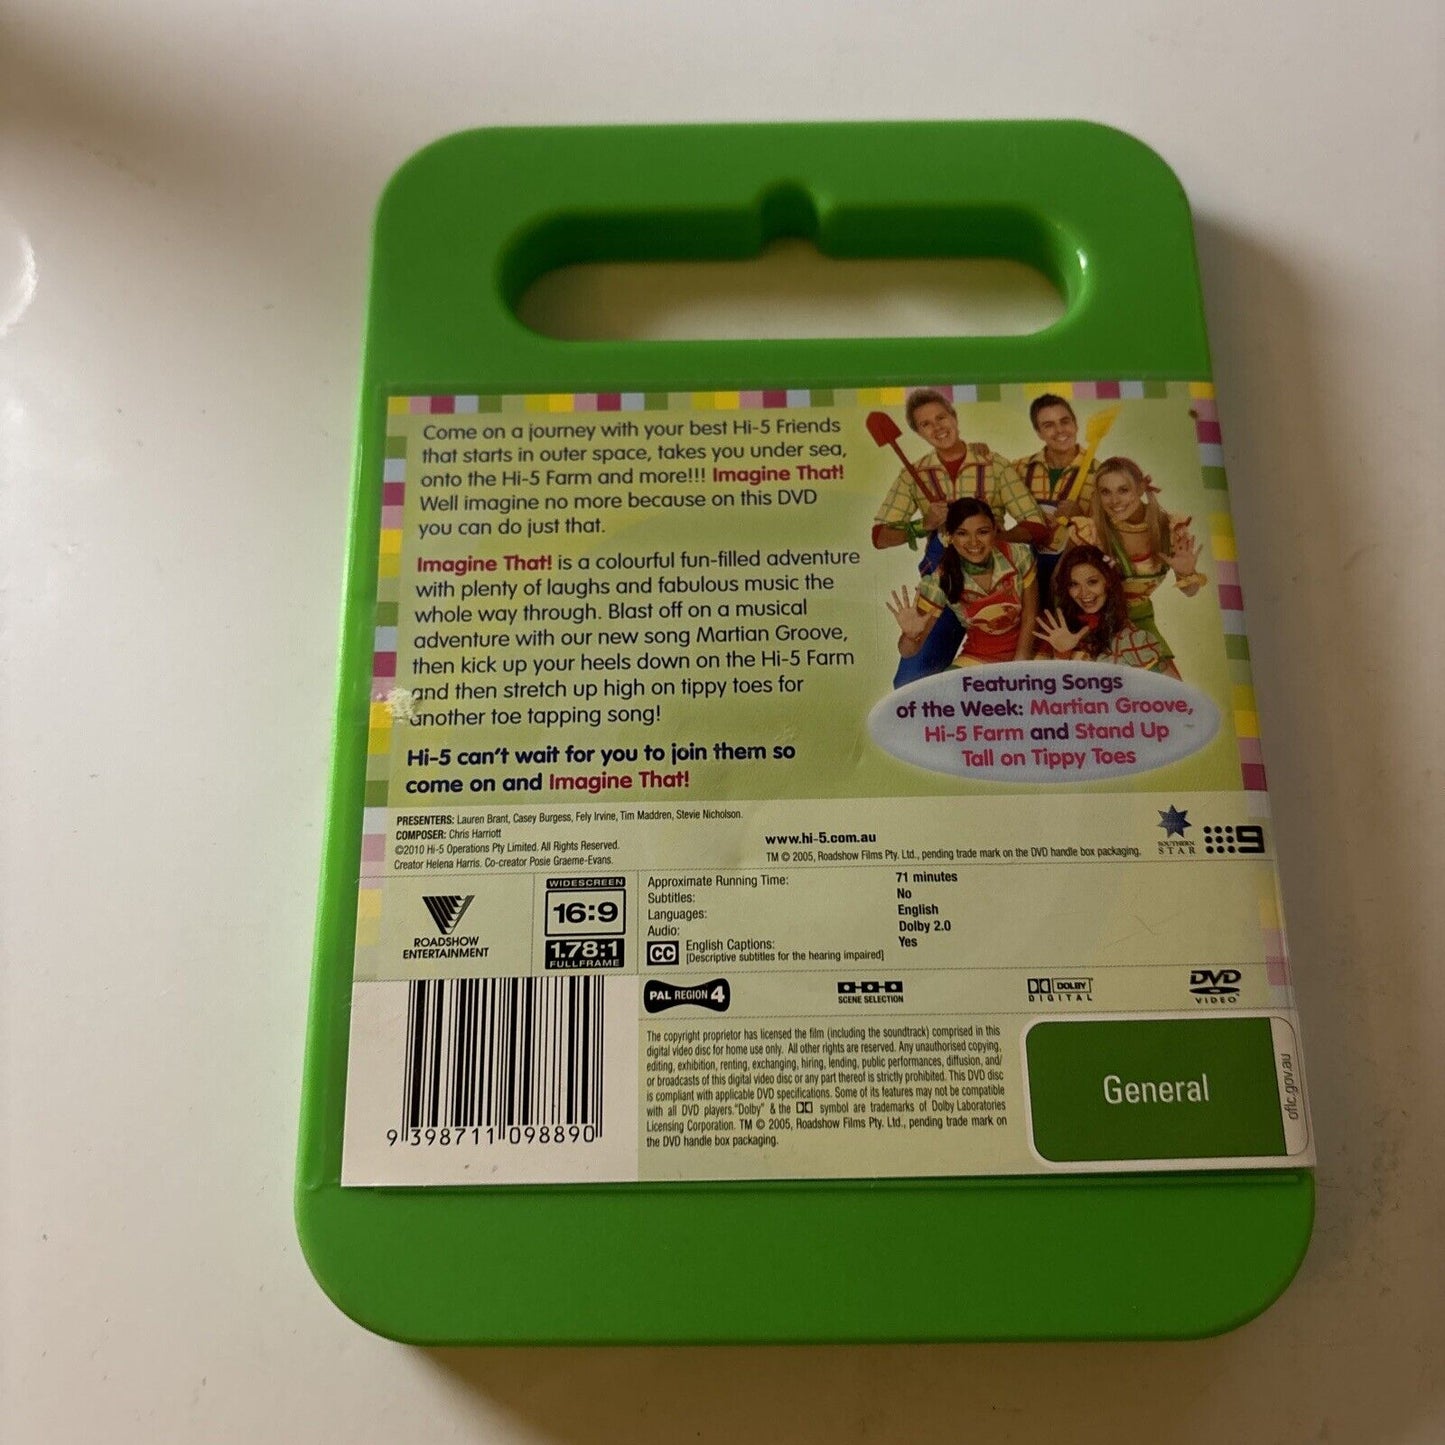 Come on a journey with your best Hi-5 Friends
that starts in outer space, takes you under sea,
onto the Hi-5 Farm and more!!! Imagine That!
Well imagine no more because on this DVD
you can do just that.
Imagine That! is a colourful fun-filled adventure
with plenty of laughs and fabulous music the
whole way through. Blast off on a musical
adventure with our new song Martian Groove,
then kick up your heels down on the Hi-5 Farm
and then stretch up high on tippy toes for
another toe tapping song!
Hi-5 can't wait for you to join them so
come on and Imagine That!
Featuring Songs
of the Week: Martian Groove,
Hi-5 Farm and Stand Up
Tall on Tippy Toes
PRESENTERS: Lauren Brant, Casey Burgess, Fely Irvine, Tim Maddren, Stevie Nicholson.
COMPOSER: Chris Harriott
©2010 Hi-5 Operations Pty Limited. All Rights Reserved.
Creator Helena Harris. Co-creator Posie Graeme-Evans.
www.hi-5.com.au
TM © 2005, Roadshow Films Pty. Ltd., pending trade mark on the DVD handle box packaging.
SOUTHERN
STAR
9
ROADSHOW
ENTERTAINMENT
WIDESCREEN
16:9
1.78:1
FULLFRAME
Approximate Running Time: 71 minutes
Subtitles: No
Languages: English
Audio: Dolby 2.0
CC English Captions: Yes
[Descriptive subtitles for the hearing impaired]
PAL REGION 4
SCENE SELECTION
DOLBY
DIGITAL
DVD
VIDEO
The copyright proprietor has licensed the film (including the soundtrack) comprised in this
digital video disc for home use only. All other rights are reserved. Any unauthorised copying,
editing, exhibition, renting, exchanging, hiring, lending, public performances, diffusion, and/
or broadcasts of this digital video disc or any part thereof is strictly prohibited. This DVD disc
is compliant with applicable DVD specifications. Some of its features may not be compatible
with all DVD players."Dolby" & the symbol are trademarks of Dolby Laboratories
Licensing Corporation. TM © 2005, Roadshow Films Pty. Ltd., pending trade mark on
the DVD handle box packaging.
General
oflc.gov.au
9 398711 098890